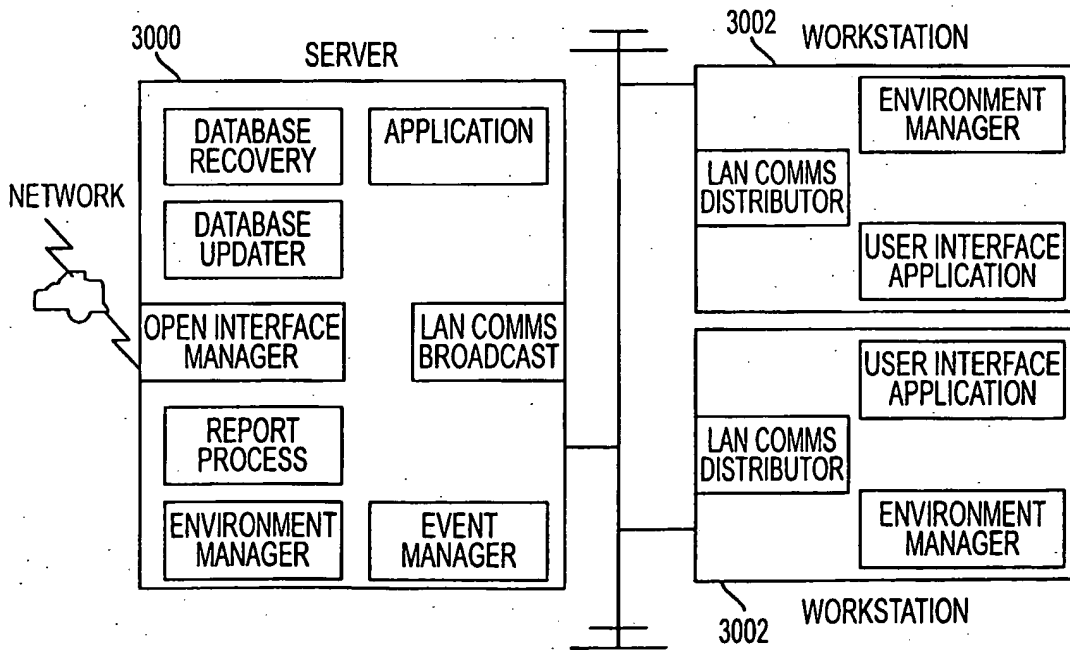 3000
SERVER
DATABASE
RECOVERY
APPLICATION
NETWORK
DATABASE
UPDATER
OPEN INTERFACE
MANAGER
LAN COMMS
BROADCAST
REPORT
PROCESS
ENVIRONMENT
MANAGER
EVENT
MANAGER
3002
WORKSTATION
ENVIRONMENT
MANAGER
LAN COMMS
DISTRIBUTOR
USER INTERFACE
APPLICATION
USER INTERFACE
APPLICATION
LAN COMMS
DISTRIBUTOR
ENVIRONMENT
MANAGER
3002
WORKSTATION